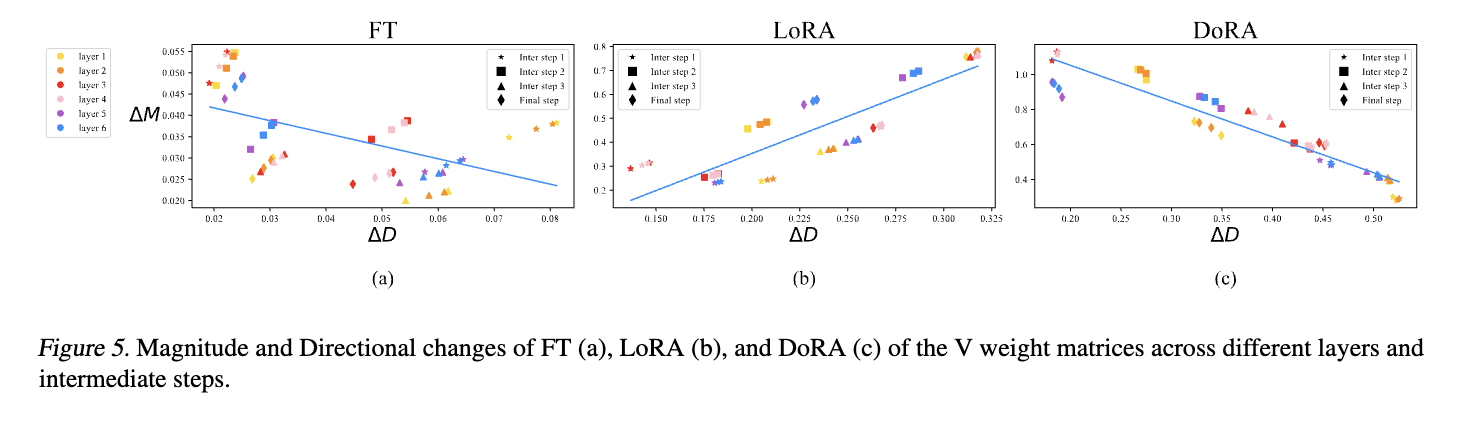 FT
LoRA
DoRA
layer 1
layer 2
layer 3
layer 4
layer 5
layer 6
ΔM
0.055
0.050
0.045
0.040
0.035
0.030
0.025
0.020
Inter step 1
Inter step 2
Inter step 3
Final step
0.02 0.03 0.04 0.05 0.06 0.07 0.08
ΔD
(a)
0.8
0.7
0.6
0.5
0.4
0.3
0.2
Inter step 1
Inter step 2
Inter step 3
Final step
0.150 0.175 0.200 0.225 0.250 0.275 0.300 0.325
ΔD
(b)
1.0
0.8
0.6
0.4
Inter step 1
Inter step 2
Inter step 3
Final step
0.20 0.25 0.30 0.35 0.40 0.45 0.50
ΔD
(c)
Figure 5. Magnitude and Directional changes of FT (a), LoRA (b), and DoRA (c) of the V weight matrices across different layers and
intermediate steps.